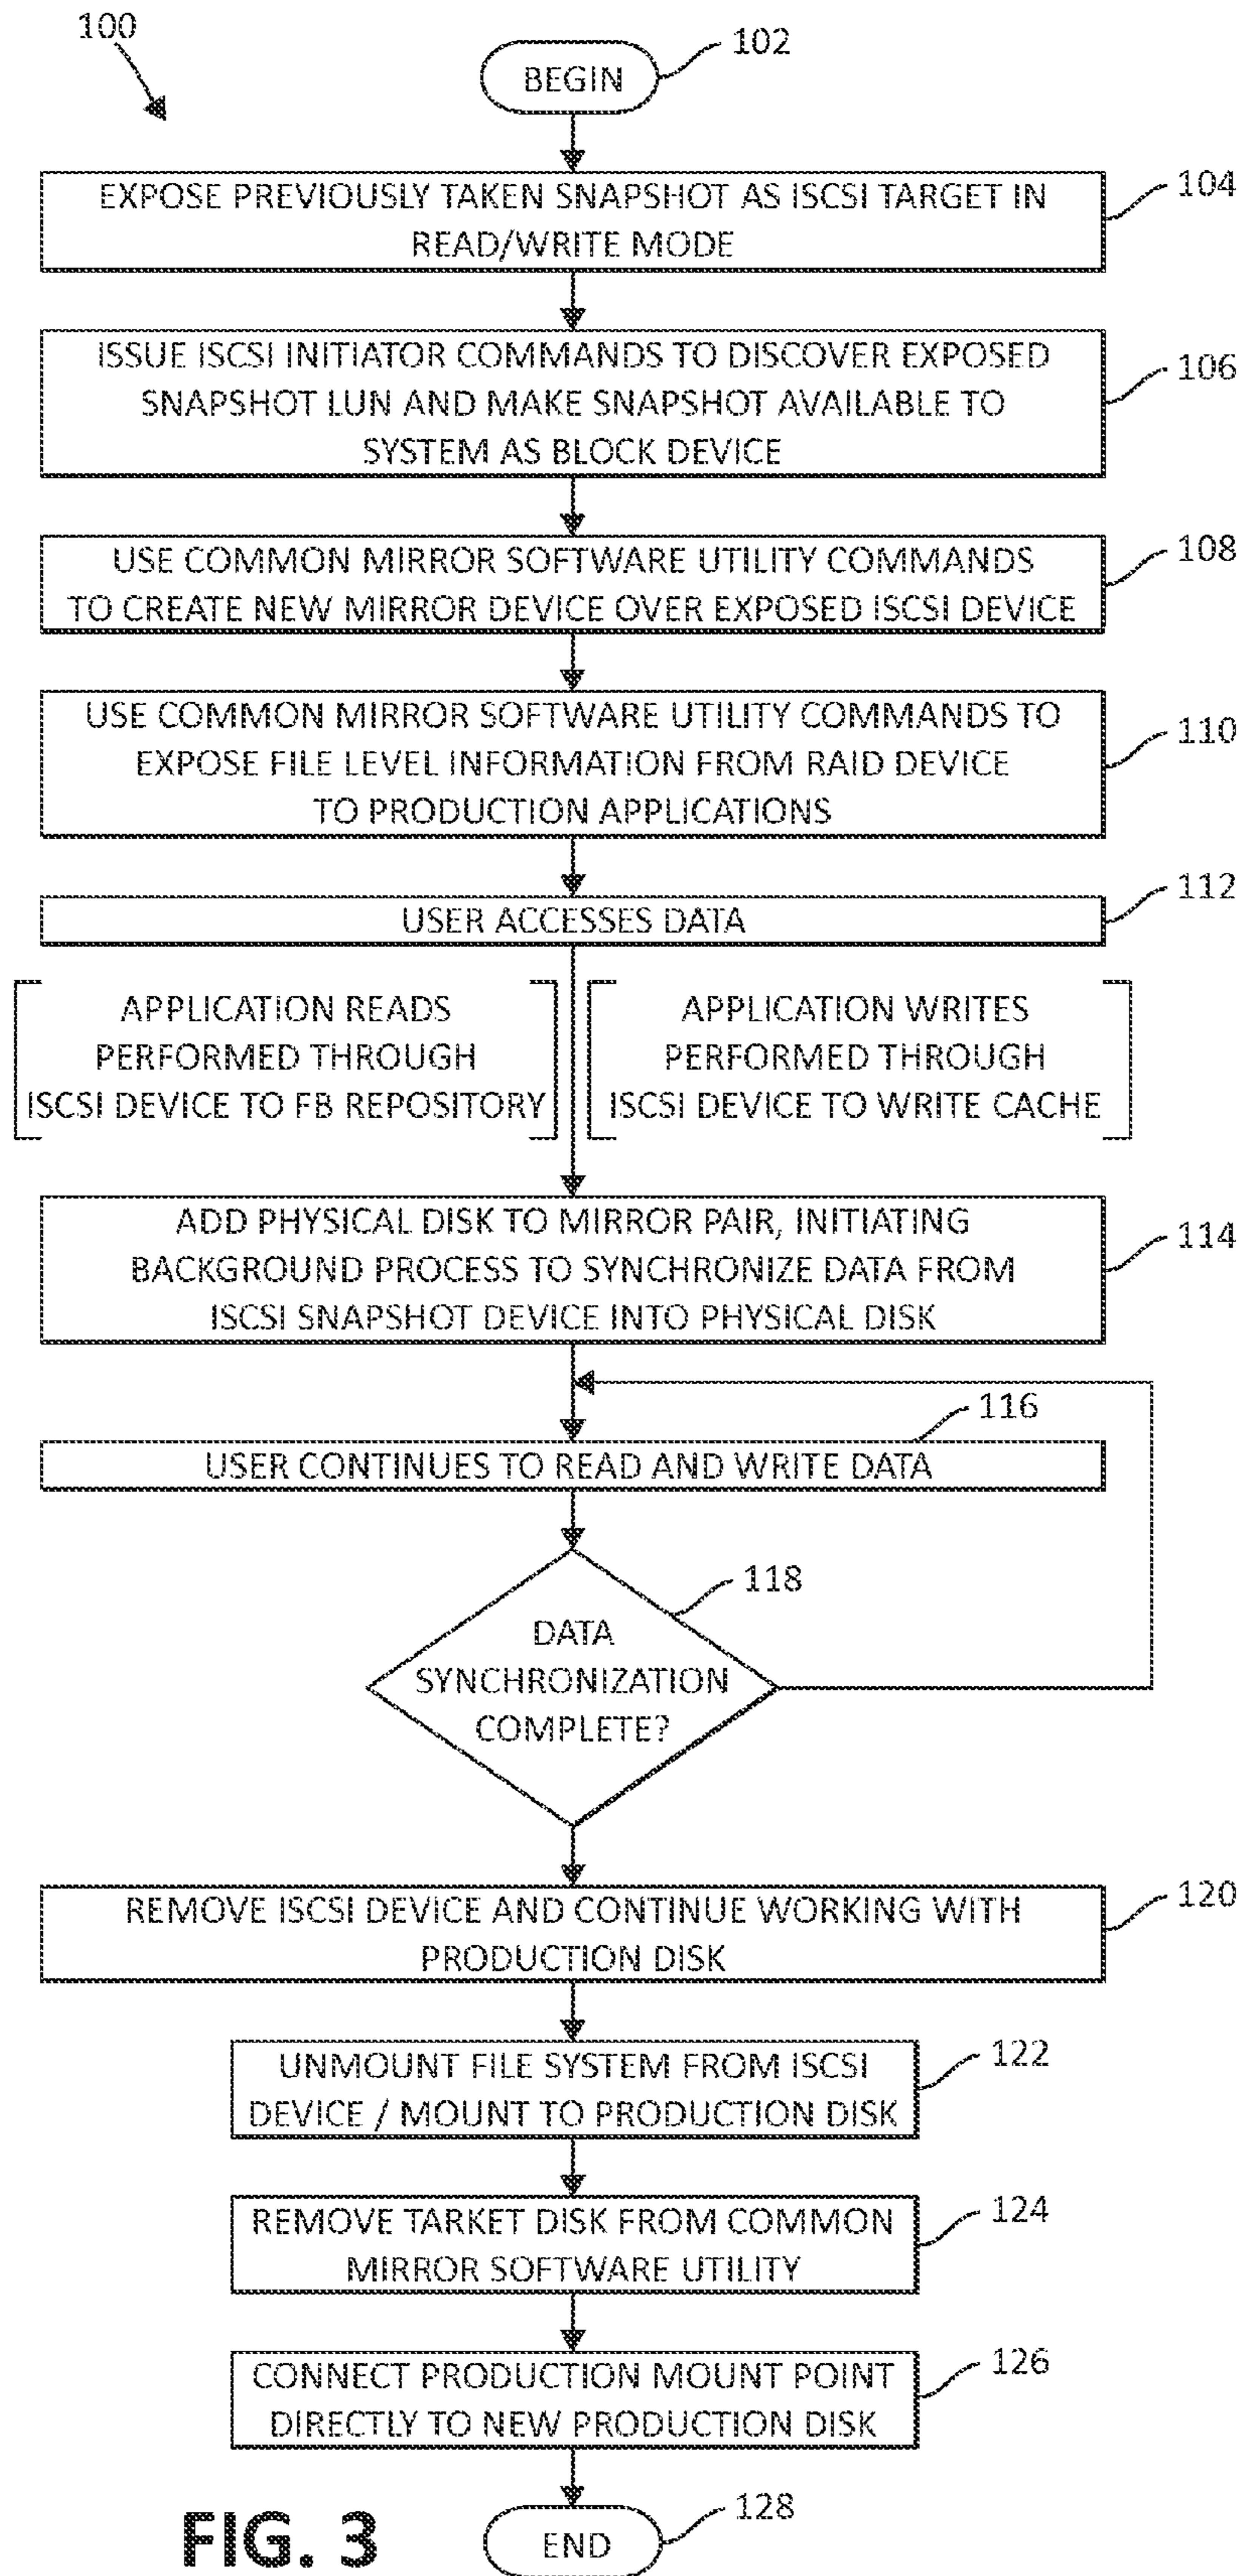 100
BEGIN
102
EXPOSE PREVIOUSLY TAKEN SNAPSHOT AS ISCSI TARGET IN
READ/WRITE MODE
104
ISSUE ISCSI INITIATOR COMMANDS TO DISCOVER EXPOSED
SNAPSHOT LUN AND MAKE SNAPSHOT AVAILABLE TO
SYSTEM AS BLOCK DEVICE
106
USE COMMON MIRROR SOFTWARE UTILITY COMMANDS
TO CREATE NEW MIRROR DEVICE OVER EXPOSED ISCSI DEVICE
108
USE COMMON MIRROR SOFTWARE UTILITY COMMANDS TO
EXPOSE FILE LEVEL INFORMATION FROM RAID DEVICE
TO PRODUCTION APPLICATIONS
110
USER ACCESSES DATA
112
APPLICATION READS
PERFORMED THROUGH
ISCSI DEVICE TO FB REPOSITORY
APPLICATION WRITES
PERFORMED THROUGH
ISCSI DEVICE TO WRITE CACHE
ADD PHYSICAL DISK TO MIRROR PAIR, INITIATING
BACKGROUND PROCESS TO SYNCHRONIZE DATA FROM
ISCSI SNAPSHOT DEVICE INTO PHYSICAL DISK
114
116
USER CONTINUES TO READ AND WRITE DATA
118
DATA
SYNCHRONIZATION
COMPLETE?
REMOVE ISCSI DEVICE AND CONTINUE WORKING WITH
PRODUCTION DISK
120
UNMOUNT FILE SYSTEM FROM ISCSI
DEVICE / MOUNT TO PRODUCTION DISK
122
REMOVE TARKET DISK FROM COMMON
MIRROR SOFTWARE UTILITY
124
CONNECT PRODUCTION MOUNT POINT
DIRECTLY TO NEW PRODUCTION DISK
126
END
128
FIG. 3